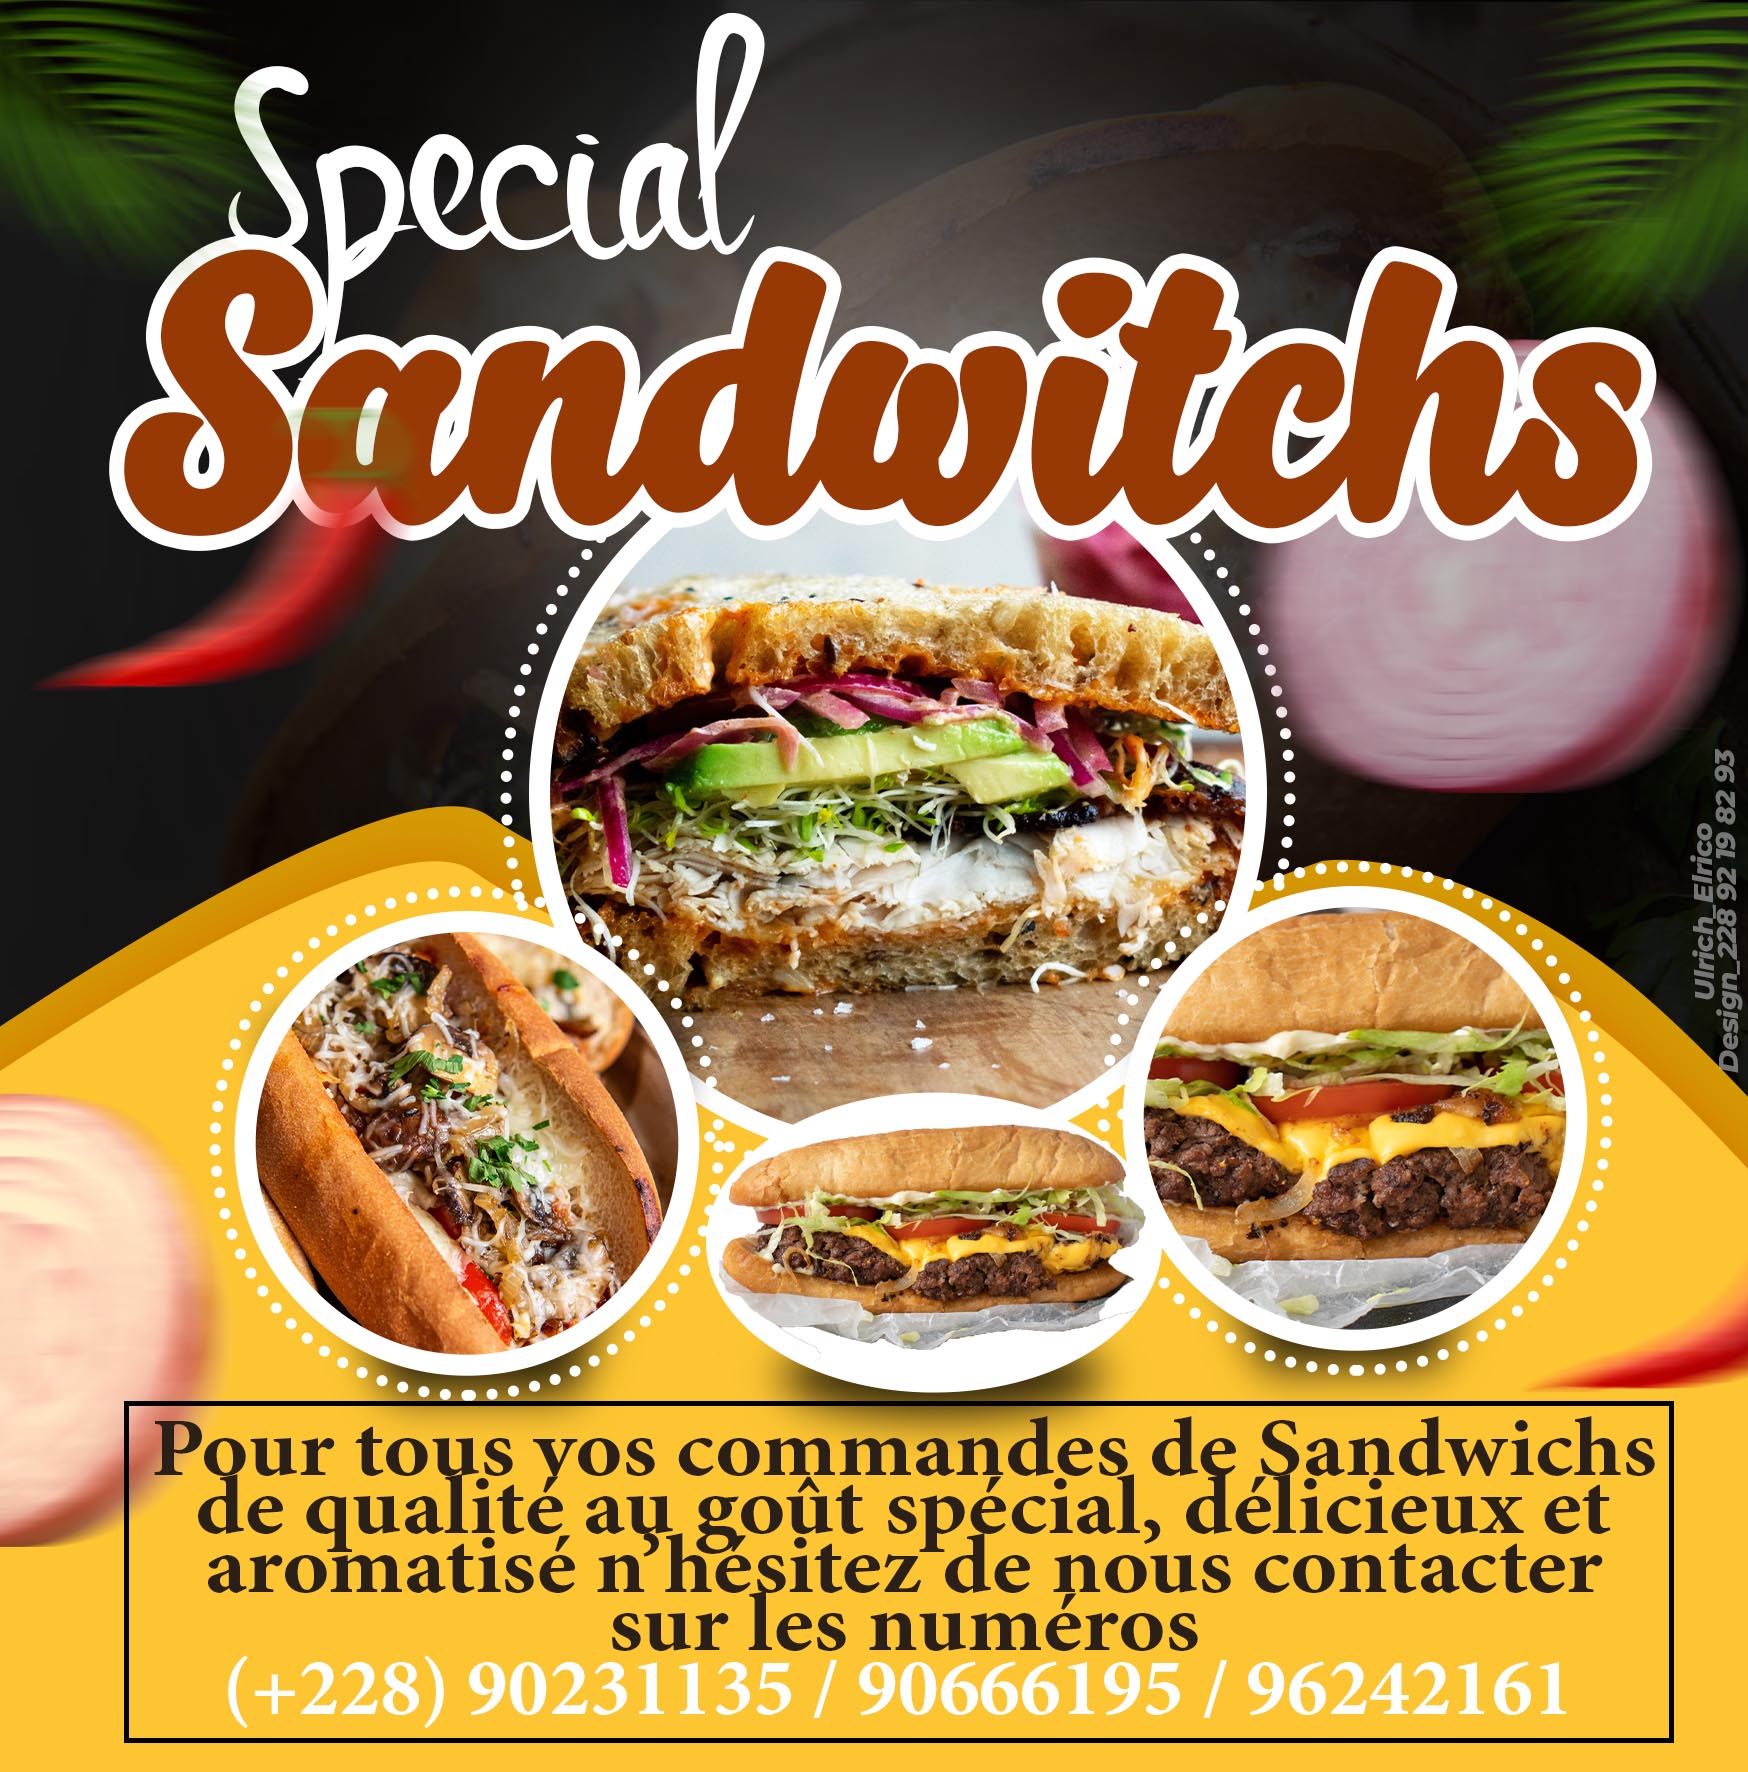 Special
Sandwitchs
Ulrich_Elrico
Design_228 92 19 82 93
Pour tous vos commandes de Sandwichs
de qualité au goût spécial, délicieux et
aromatisé n’hésitez de nous contacter
sur les numéros
(+228) 90231135 / 90666195 / 96242161